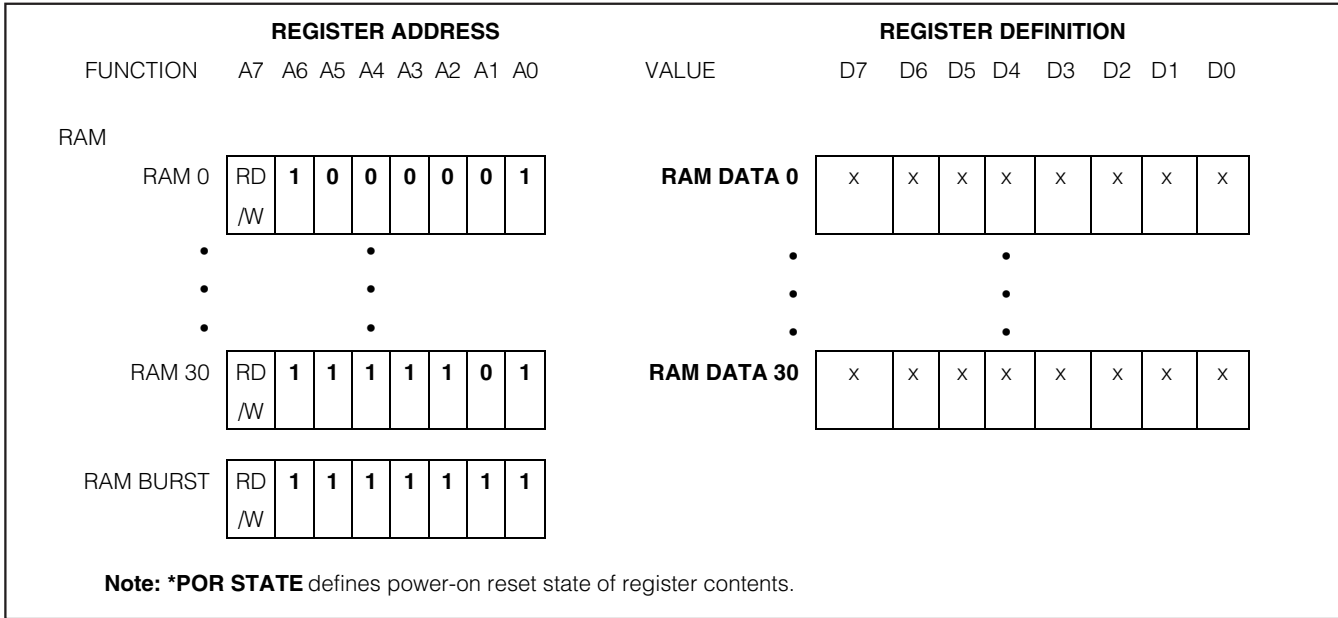 REGISTER ADDRESS REGISTER DEFINITION
FUNCTION A7 A6 A5 A4 A3 A2 A1 A0 VALUE D7 D6 D5 D4 D3 D2 D1 D0
RAM
RAM 0 RD /W 1 0 0 0 0 0 1 RAM DATA 0 x x x x x x x x
• • • •
• • • •
• • • •
RAM 30 RD /W 1 1 1 1 1 0 1 RAM DATA 30 x x x x x x x x
RAM BURST RD /W 1 1 1 1 1 1 1
Note: *POR STATE defines power-on reset state of register contents.